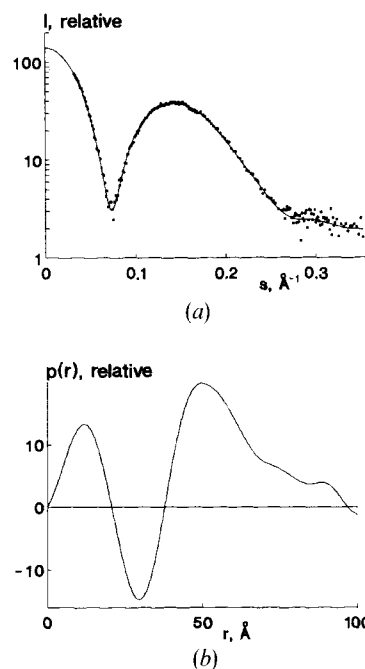 I, relative
100
10
1
0
0.1
0.2
0.3
s, Å⁻¹
(a)
p(r), relative
10
0
-10
0
50
100
r, Å
(b)